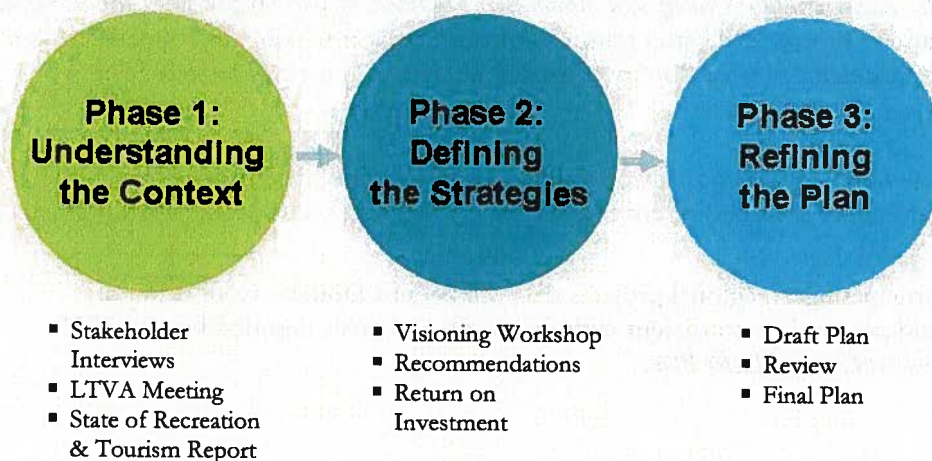 Phase 1:
Understanding
the Context
Phase 2:
Defining
the Strategies
Phase 3:
Refining
the Plan
▪ Stakeholder
Interviews
▪ LTVA Meeting
▪ State of Recreation
& Tourism Report
▪ Visioning Workshop
▪ Recommendations
▪ Return on
Investment
▪ Draft Plan
▪ Review
▪ Final Plan